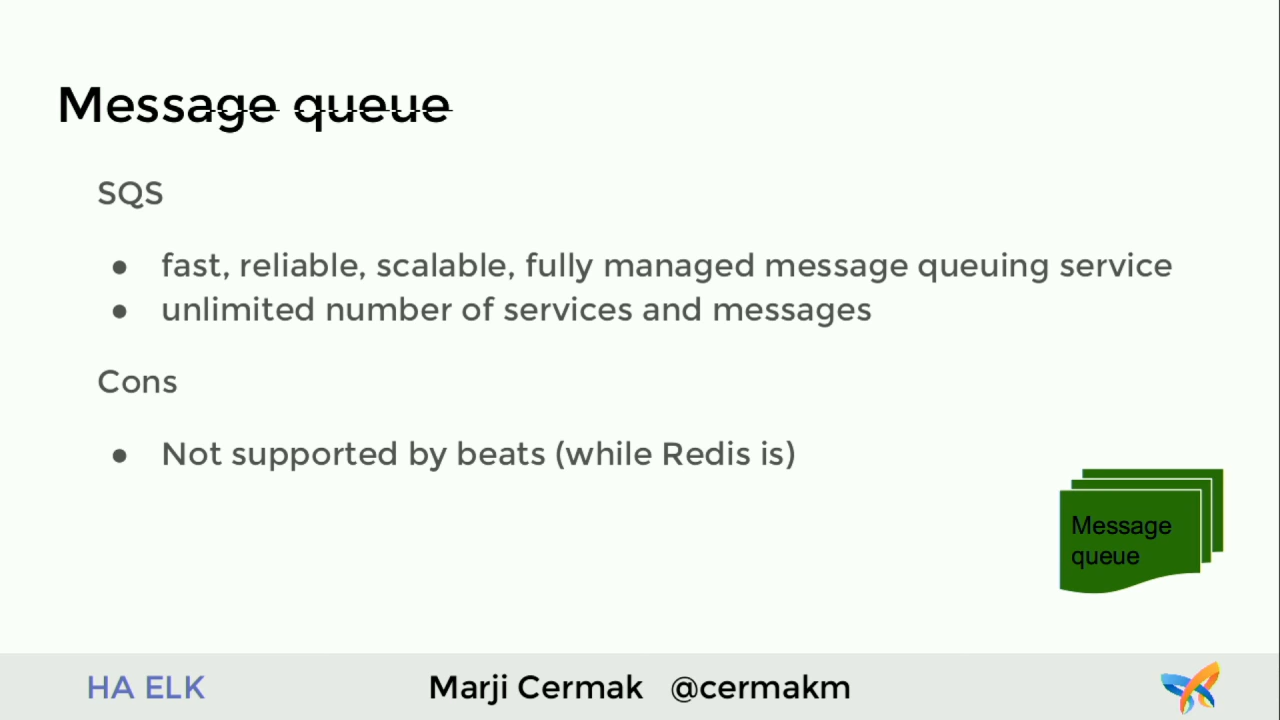 Message queue
SQS
● fast, reliable, scalable, fully managed message queuing service
● unlimited number of services and messages
Cons
● Not supported by beats (while Redis is)
Message
queue
HA ELK
Marji Cermak @cermakm